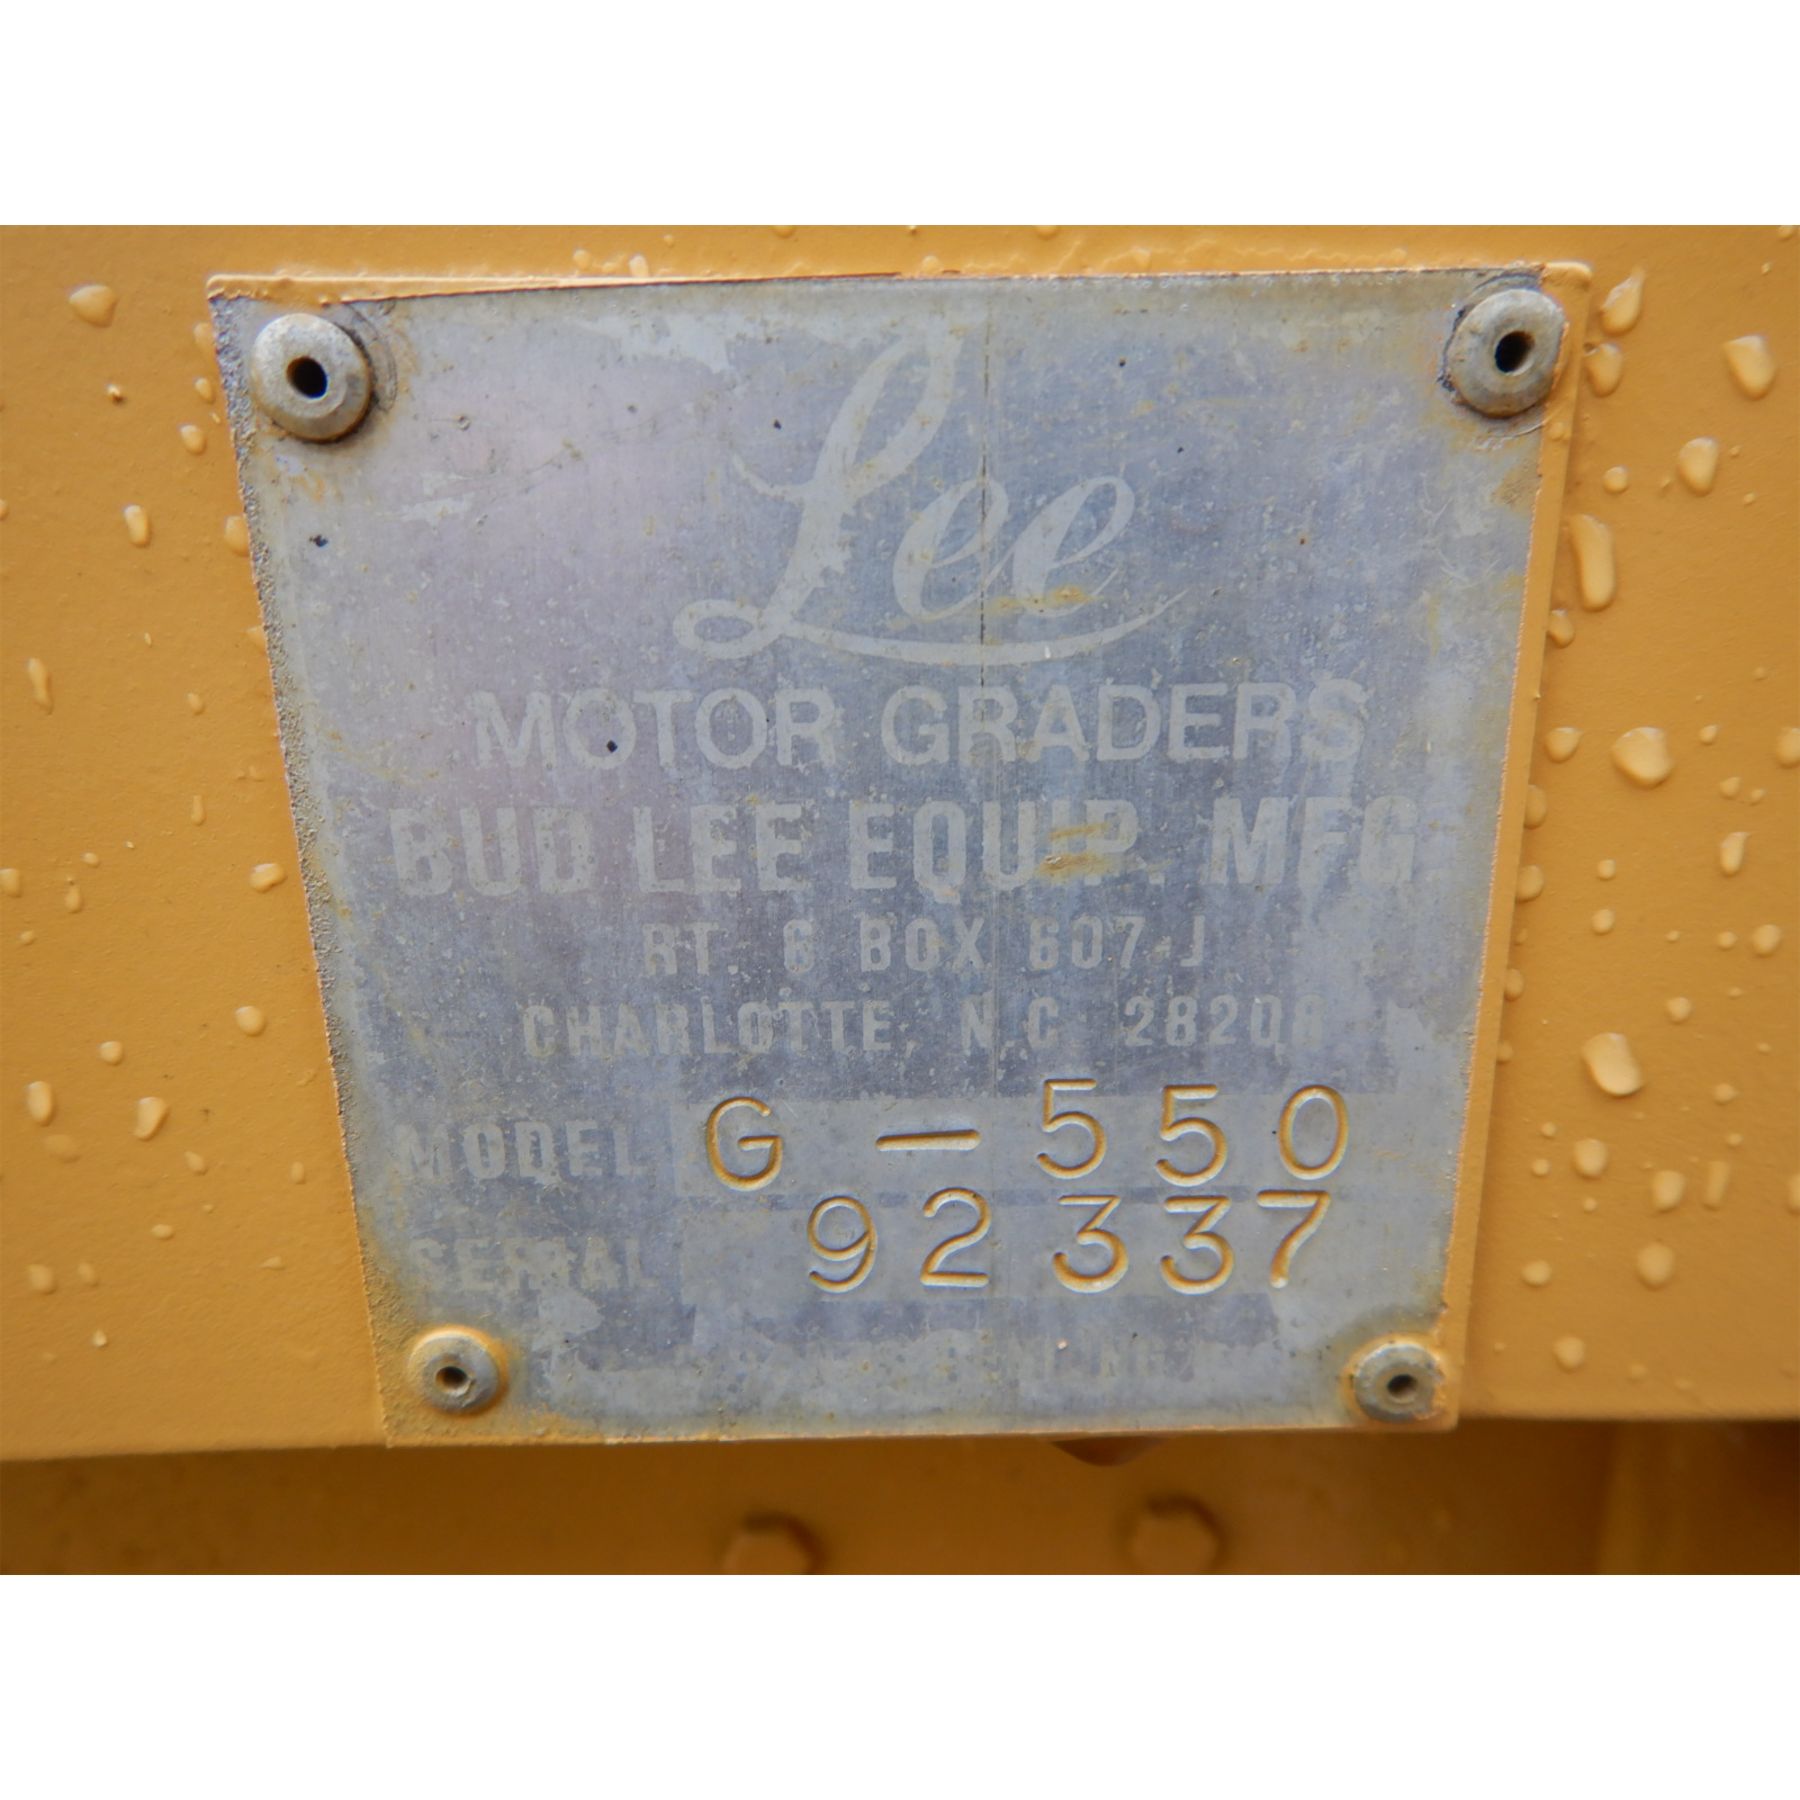 Lee
MOTOR GRADERS
BUD LEE EQUIP. MFG.
RT. 6 BOX 607-J
CHARLOTTE, N.C. 28208
MODEL G-550
SERIAL 92337